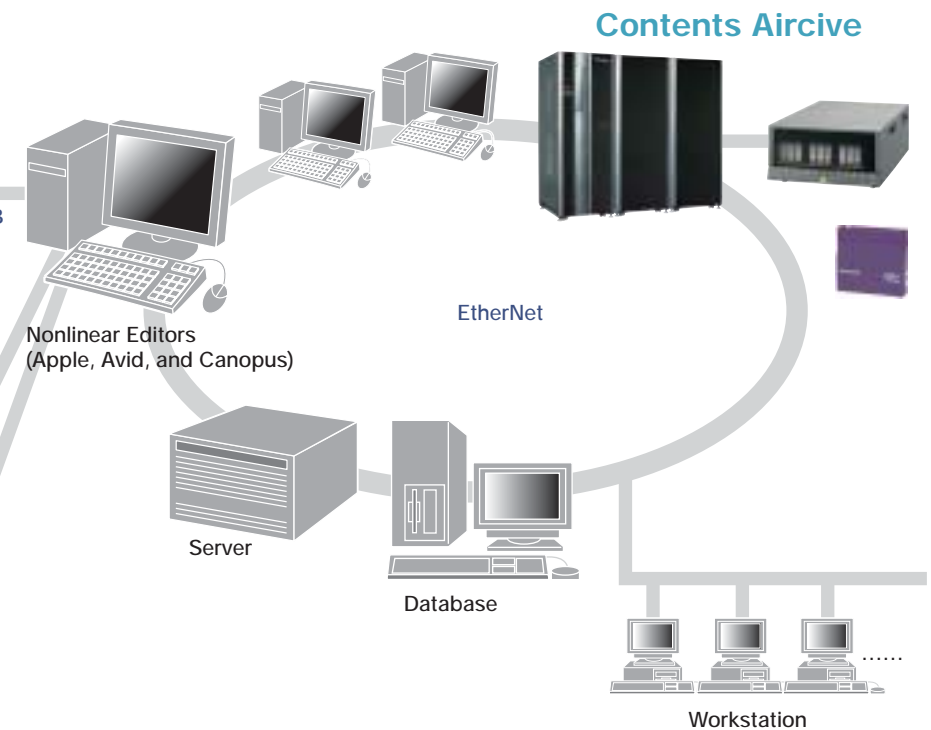 Contents Aircive
EtherNet
Nonlinear Editors
(Apple, Avid, and Canopus)
Server
Database
......
Workstation